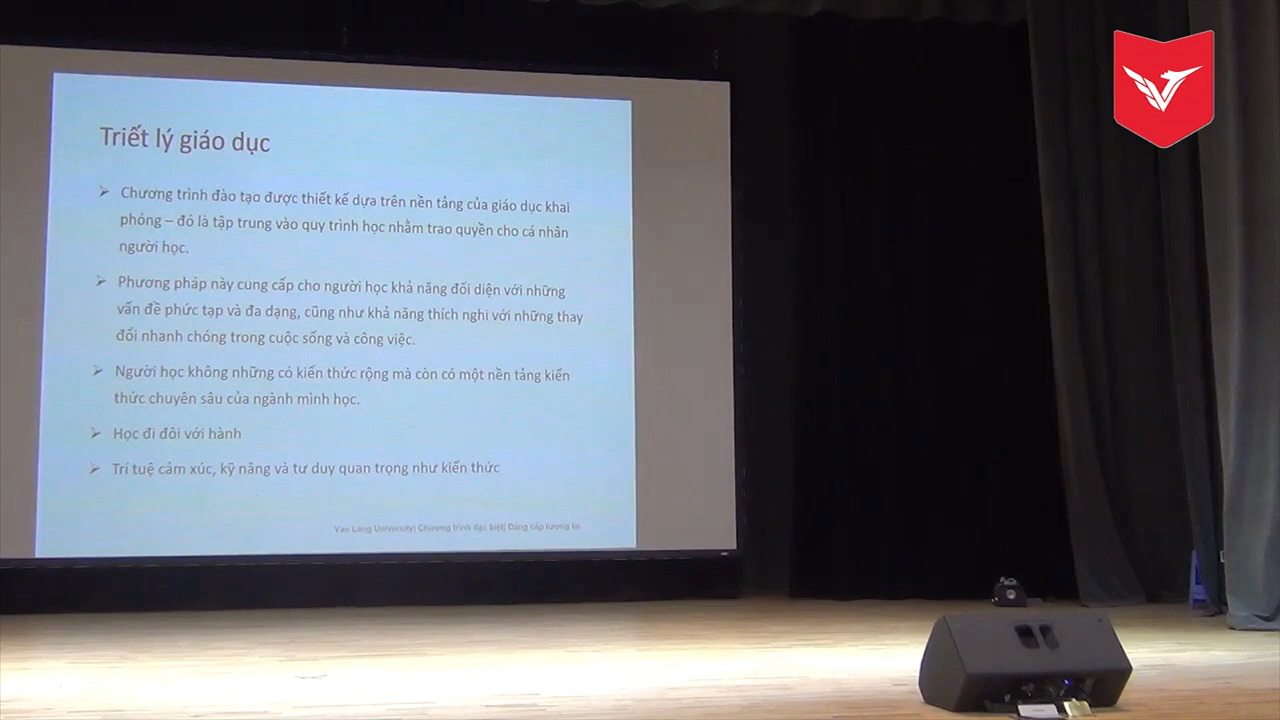 Triết lý giáo dục
➢ Chương trình đào tạo được thiết kế dựa trên nền tảng của giáo dục khai
phóng – đó là tập trung vào quy trình học nhằm trao quyền cho cá nhân
người học.
➢ Phương pháp này cung cấp cho người học khả năng đối diện với những
vấn đề phức tạp và đa dạng, cũng như khả năng thích nghi với những thay
đổi nhanh chóng trong cuộc sống và công việc.
➢ Người học không những có kiến thức rộng mà còn có một nền tảng kiến
thức chuyên sâu của ngành mình học.
➢ Học đi đôi với hành
➢ Trí tuệ cảm xúc, kỹ năng và tư duy quan trọng như kiến thức
Van Lang University| Chương trình đặc biệt| Đẳng cấp tương lai